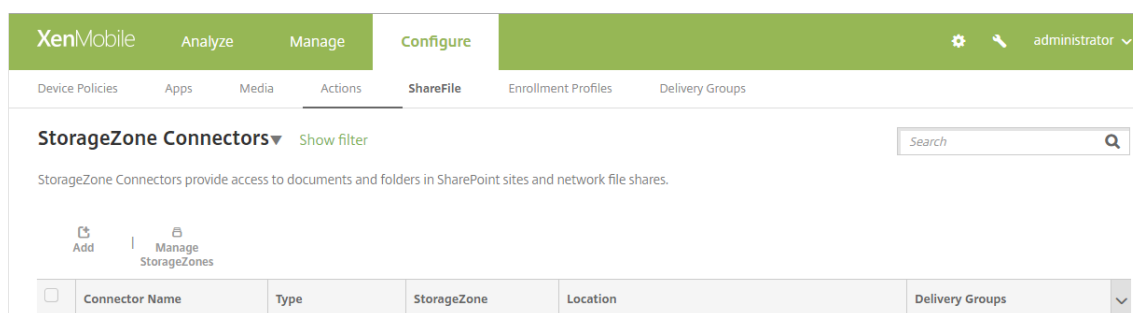 XenMobile Analyze Manage Configure administrator
Device Policies Apps Media Actions ShareFile Enrollment Profiles Delivery Groups
StorageZone Connectors Show filter Search
StorageZone Connectors provide access to documents and folders in SharePoint sites and network file shares.
Add | Manage
StorageZones
Connector Name Type StorageZone Location Delivery Groups